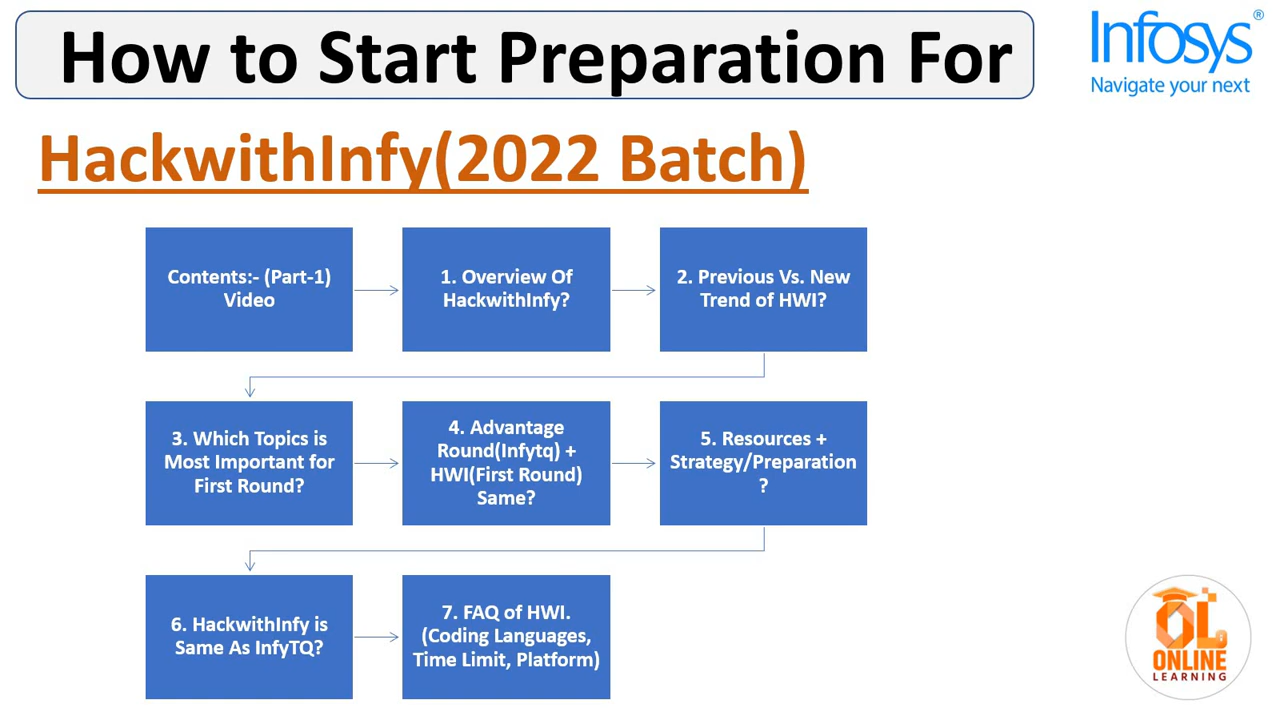 How to Start Preparation For
Infosys®
Navigate your next
HackwithInfy(2022 Batch)
Contents:- (Part-1)
Video
1. Overview Of
HackwithInfy?
2. Previous Vs. New
Trend of HWI?
3. Which Topics is
Most Important for
First Round?
4. Advantage
Round(Infytq) +
HWI(First Round)
Same?
5. Resources +
Strategy/Preparation
?
6. HackwithInfy is
Same As InfyTQ?
7. FAQ of HWI.
(Coding Languages,
Time Limit, Platform)
OL
ONLINE
LEARNING